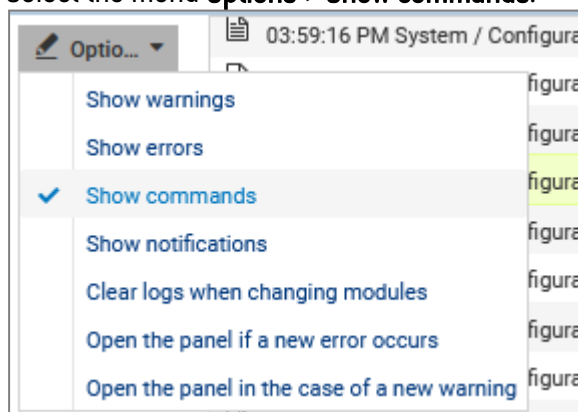 Select the menu Options > Show commands.
Optio...
03:59:16 PM System / Configura
Show warnings
figura
Show errors
figura
Show commands
figura
Show notifications
figura
Clear logs when changing modules
figura
Open the panel if a new error occurs
figura
Open the panel in the case of a new warning
figura